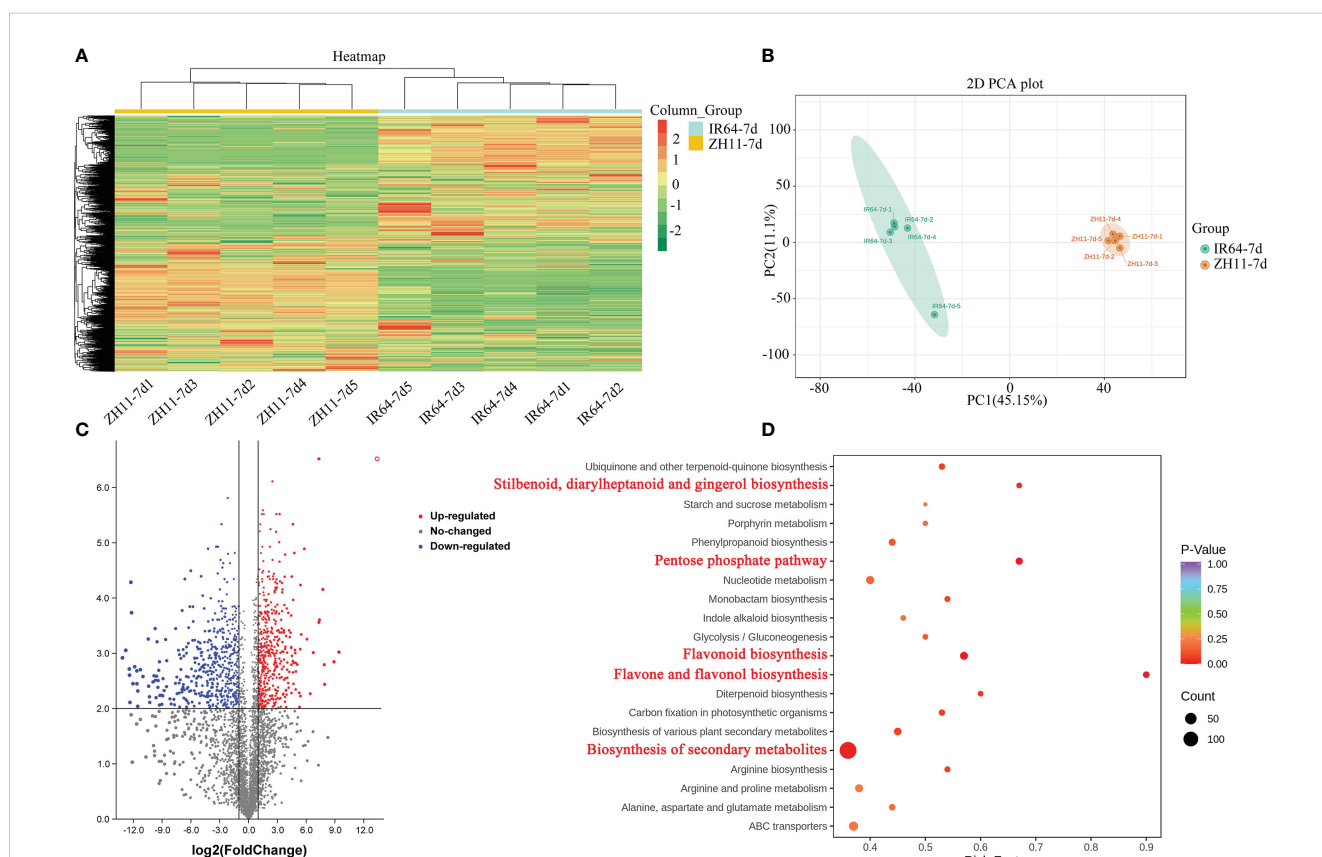 A
Heatmap
Column_Group
2
1
0
-1
-2
IR64-7d
ZH11-7d
ZH11-7d1
ZH11-7d3
ZH11-7d2
ZH11-7d4
ZH11-7d5
IR64-7d5
IR64-7d3
IR64-7d4
IR64-7d1
IR64-7d2
B
2D PCA plot
PC2(11.1%)
100
50
0
-50
-100
IR64-7d-1
IR64-7d-2
IR64-7d-3
IR64-7d-4
IR64-7d-5
ZH11-7d-4
ZH11-7d-1
ZH11-7d-5
ZH11-7d-2
ZH11-7d-3
-80
-40
0
40
PC1(45.15%)
Group
IR64-7d
ZH11-7d
C
6.0
5.0
4.0
3.0
2.0
1.0
0.0
-12.0
-9.0
-6.0
-3.0
0.0
3.0
6.0
9.0
12.0
log2(FoldChange)
Up-regulated
No-changed
Down-regulated
D
Ubiquinone and other terpenoid-quinone biosynthesis
Stilbenoid, diarylheptanoid and gingerol biosynthesis
Starch and sucrose metabolism
Porphyrin metabolism
Phenylpropanoid biosynthesis
Pentose phosphate pathway
Nucleotide metabolism
Monobactam biosynthesis
Indole alkaloid biosynthesis
Glycolysis / Gluconeogenesis
Flavonoid biosynthesis
Flavone and flavonol biosynthesis
Diterpenoid biosynthesis
Carbon fixation in photosynthetic organisms
Biosynthesis of various plant secondary metabolites
Biosynthesis of secondary metabolites
Arginine biosynthesis
Arginine and proline metabolism
Alanine, aspartate and glutamate metabolism
ABC transporters
0.4
0.5
0.6
0.7
0.8
0.9
P-Value
1.00
0.75
0.50
0.25
0.00
Count
50
100